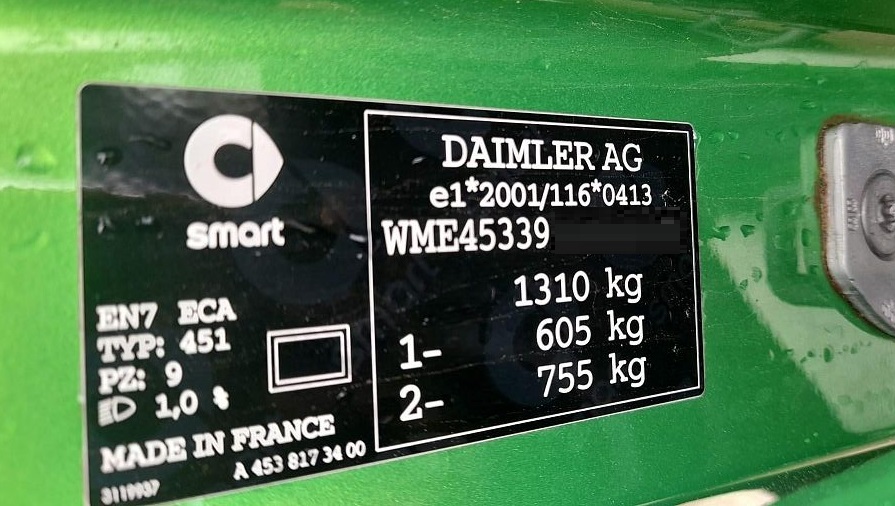 smart
EN7 ECA
TYP: 451
PZ: 9
1,0 %
MADE IN FRANCE
A 453 817 34 00
3119937
DAIMLER AG
e1*2001/116*0413
WME45339
1310 kg
1- 605 kg
2- 755 kg